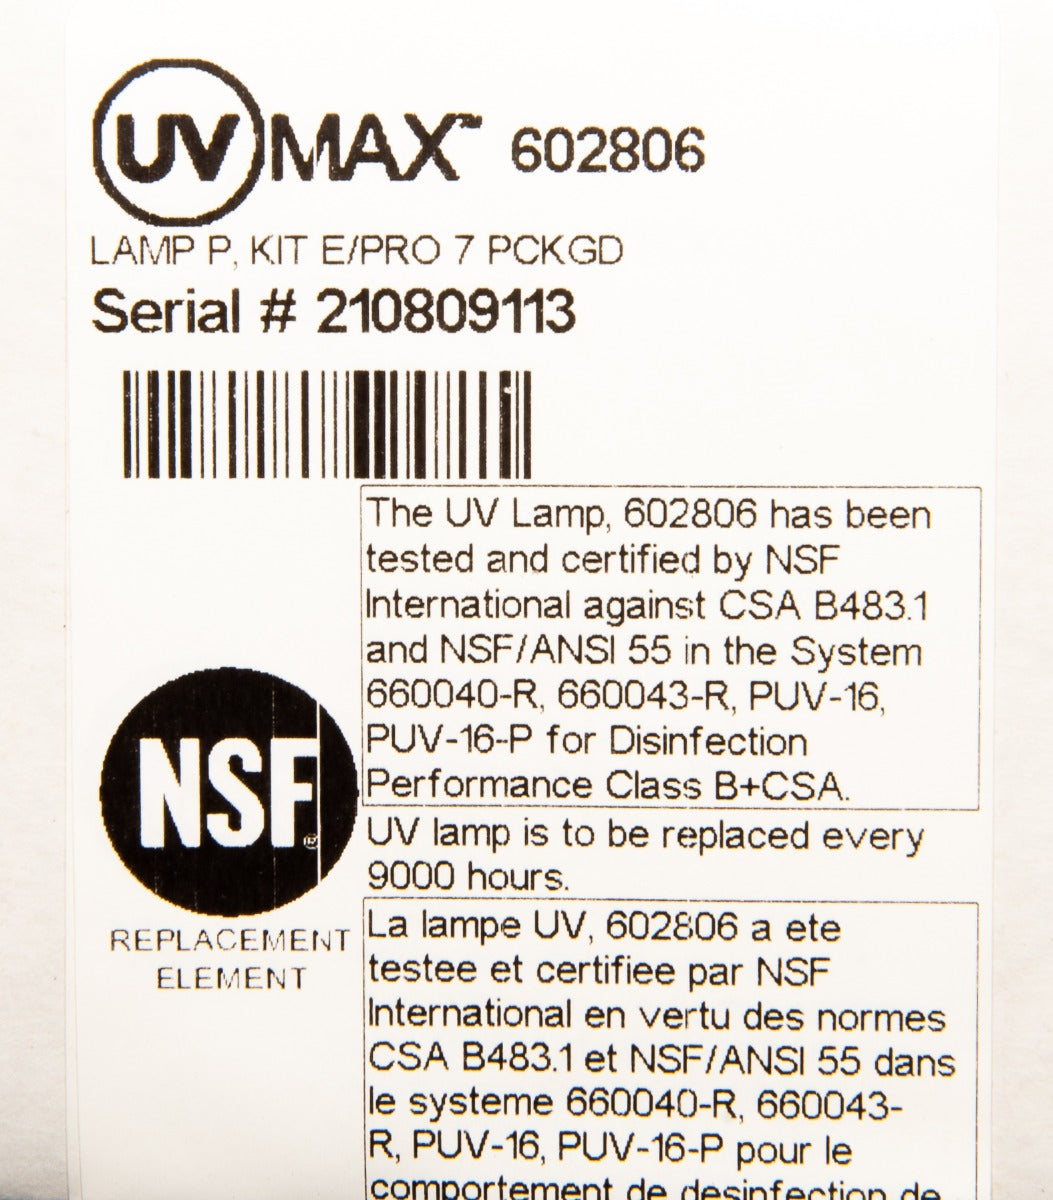 UV MAX™ 602806
LAMP P, KIT E/PRO 7 PCKGD
Serial # 210809113
The UV Lamp, 602806 has been
tested and certified by NSF
International against CSA B483.1
and NSF/ANSI 55 in the System
660040-R, 660043-R, PUV-16,
PUV-16-P for Disinfection
Performance Class B+CSA.
UV lamp is to be replaced every
9000 hours.
NSF®
REPLACEMENT
ELEMENT
La lampe UV, 602806 a ete
testee et certifiee par NSF
International en vertu des normes
CSA B483.1 et NSF/ANSI 55 dans
le systeme 660040-R, 660043-
R, PUV-16, PUV-16-P pour le
comportement de desinfection de